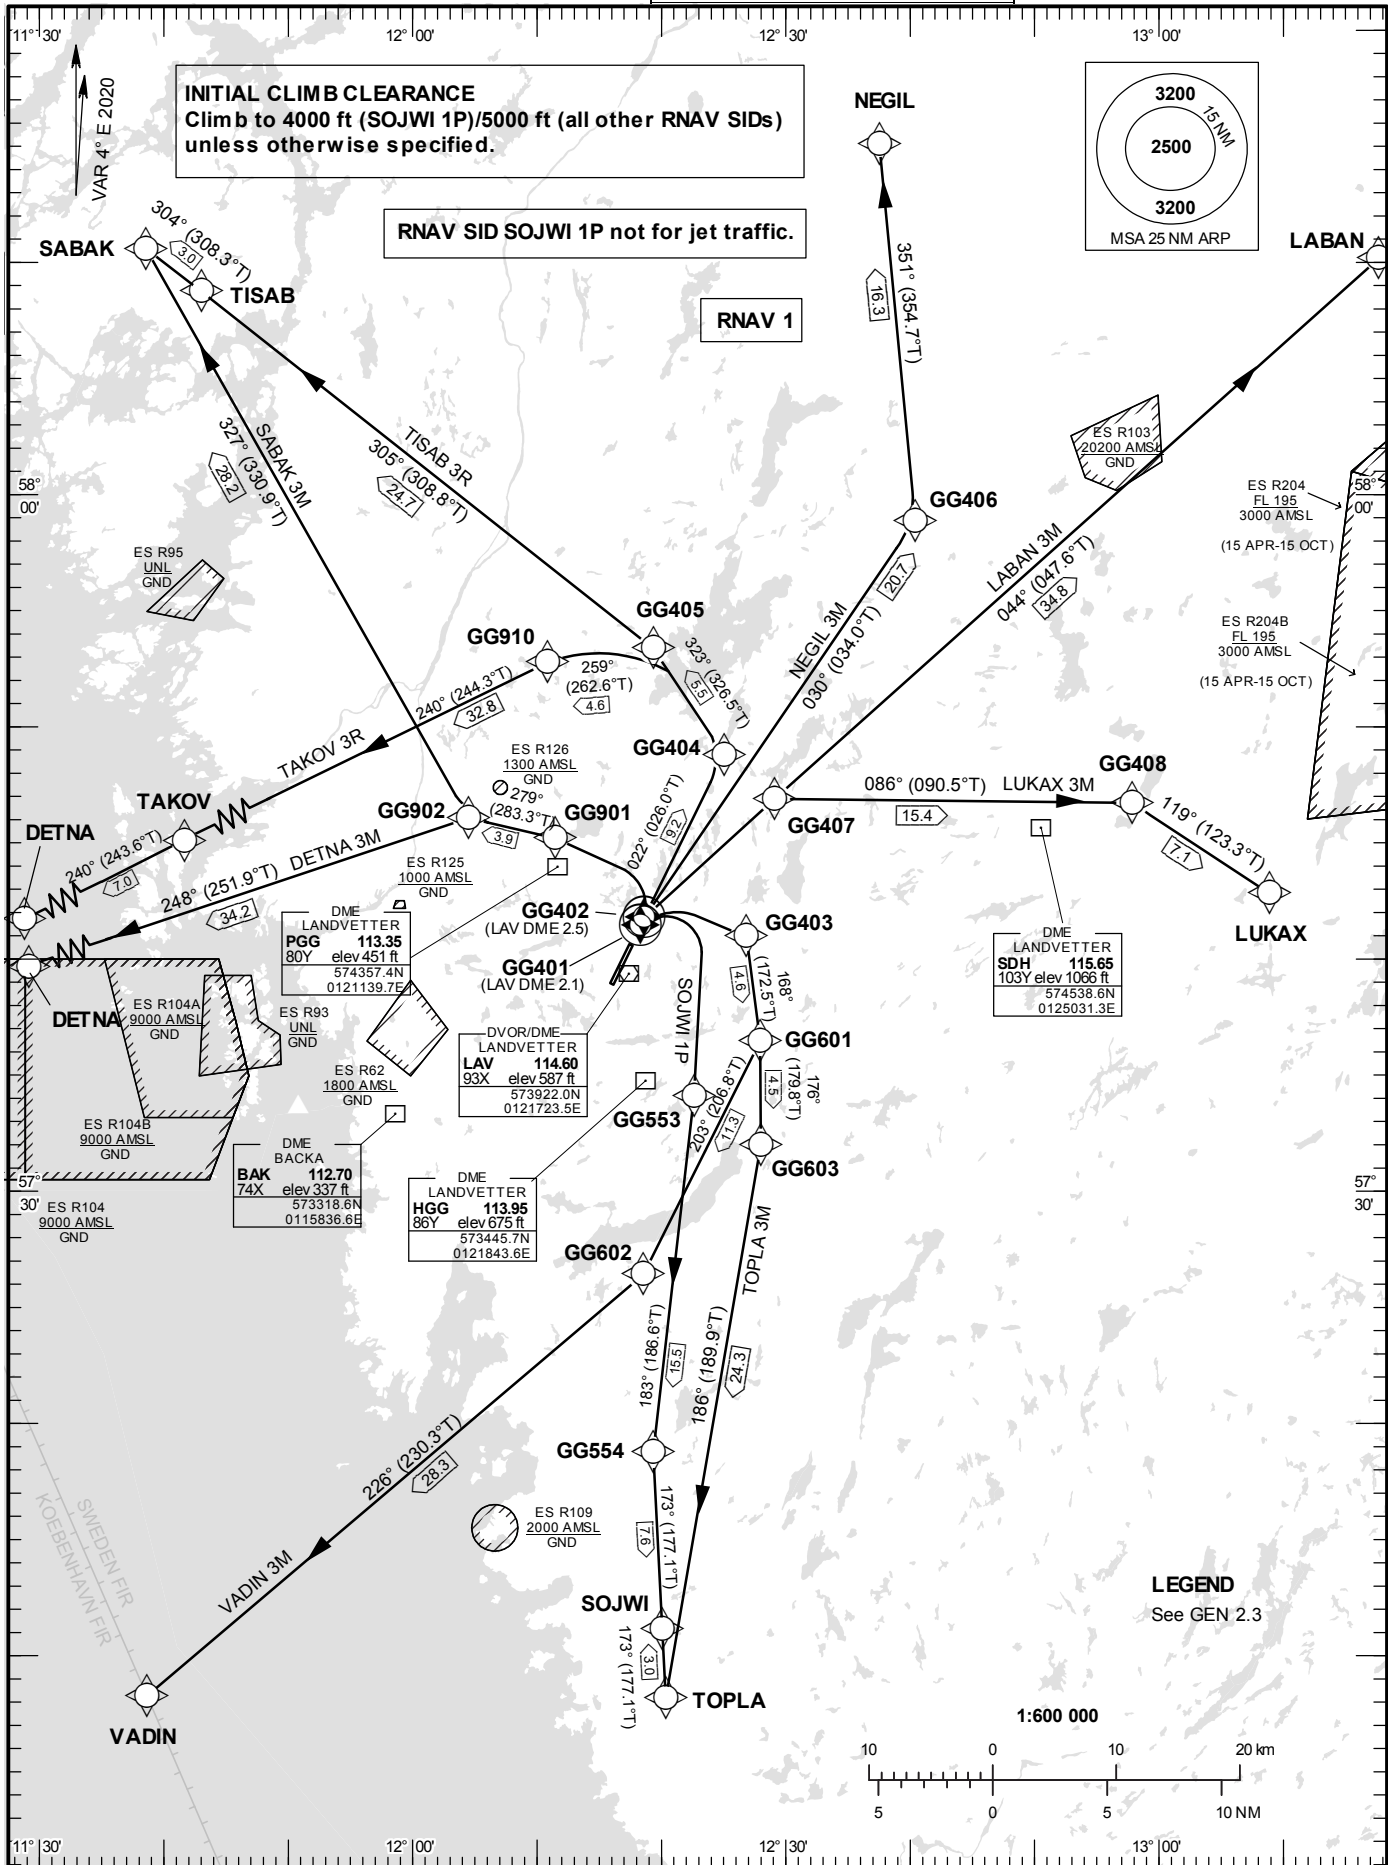 11° 30'
12° 00'
12° 30'
13° 00'
VAR 4° E 2020
INITIAL CLIMB CLEARANCE
Climb to 4000 ft (SOJWI 1P)/5000 ft (all other RNAV SIDs)
unless otherwise specified.
RNAV SID SOJWI 1P not for jet traffic.
RNAV 1
3200
15 NM
2500
3200
MSA 25 NM ARP
NEGIL
LABAN
SABAK
304° (308.3°T)
3.0
TISAB
351° (354.7°T)
16.3
SABAK 3M
327° (330.9°T)
28.2
TISAB 3R
305° (308.8°T)
24.7
ES R103
20200 AMSL
GND
ES R204
FL 195
3000 AMSL
(15 APR-15 OCT)
58°
00'
58°
00'
GG406
ES R95
UNL
GND
LABAN 3M
044° (047.6°T)
34.8
ES R204B
FL 195
3000 AMSL
(15 APR-15 OCT)
GG405
GG910
259°
(262.6°T)
4.6
323° (326.5°T)
5.5
NEGIL 3M
030° (034.0°T)
20.7
240° (244.3°T)
32.8
TAKOV 3R
GG404
ES R126
1300 AMSL
GND
GG408
086° (090.5°T)
LUKAX 3M
15.4
119° (123.3°T)
7.1
GG407
TAKOV
GG902
279°
(283.3°T)
3.9
GG901
022° (026.0°T)
9.2
DETNA
240° (243.6°T)
7.0
DETNA 3M
248° (251.9°T)
34.2
ES R125
1000 AMSL
GND
GG402
(LAV DME 2.5)
GG403
LUKAX
DME
LANDVETTER
PGG 113.35
80Y elev 451 ft
574357.4N
0121139.7E
GG401
(LAV DME 2.1)
DME
LANDVETTER
SDH 115.65
103Y elev 1066 ft
574538.6N
0125031.3E
168°
(172.5°T)
4.6
SOJWI 1P
DETNA
ES R104A
9000 AMSL
GND
ES R93
UNL
GND
DVOR/DME
LANDVETTER
LAV 114.60
93X elev 587 ft
573922.0N
0121723.5E
GG601
ES R62
1800 AMSL
GND
176°
(179.8°T)
4.5
203° (206.8°T)
11.3
GG553
GG603
ES R104B
9000 AMSL
GND
DME
BACKA
BAK 112.70
74X elev 337 ft
573318.6N
0115836.6E
DME
LANDVETTER
HGG 113.95
86Y elev 675 ft
573445.7N
0121843.6E
57°
30'
57°
30'
ES R104
9000 AMSL
GND
GG602
TOPLA 3M
183° (186.6°T)
15.5
186° (189.9°T)
24.3
226° (230.3°T)
28.3
GG554
SWEDEN FIR
KOEBENHAVN FIR
ES R109
2000 AMSL
GND
173° (177.1°T)
7.6
VADIN 3M
SOJWI
LEGEND
See GEN 2.3
173° (177.1°T)
3.0
TOPLA
VADIN
1:600 000
10 0 10 20 km
5 0 5 10 NM
11° 30'
12° 00'
12° 30'
13° 00'